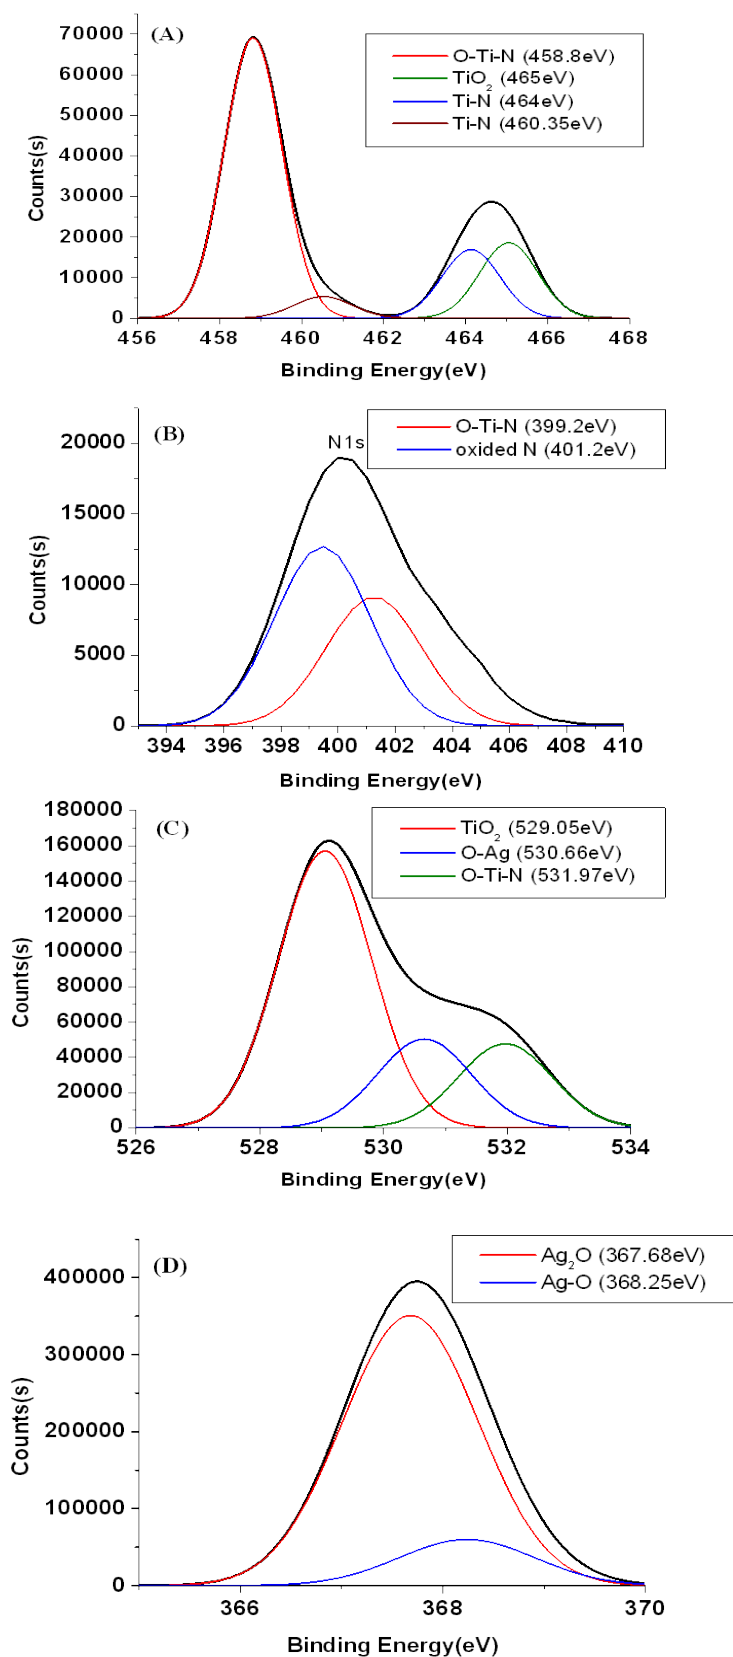 (A)
O-Ti-N (458.8eV)
TiO2 (465eV)
Ti-N (464eV)
Ti-N (460.35eV)
70000
60000
50000
40000
30000
20000
10000
0
Counts(s)
456 458 460 462 464 466 468
Binding Energy(eV)
(B)
N1s
O-Ti-N (399.2eV)
oxided N (401.2eV)
20000
15000
10000
5000
0
Counts(s)
394 396 398 400 402 404 406 408 410
Binding Energy(eV)
(C)
TiO2 (529.05eV)
O-Ag (530.66eV)
O-Ti-N (531.97eV)
180000
160000
140000
120000
100000
80000
60000
40000
20000
0
Counts(s)
526 528 530 532 534
Binding Energy(eV)
(D)
Ag2O (367.68eV)
Ag-O (368.25eV)
400000
300000
200000
100000
0
Counts(s)
366 368 370
Binding Energy(eV)